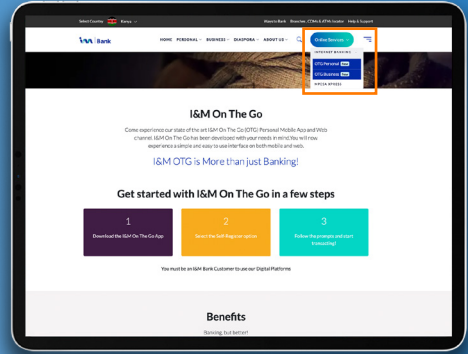 Select Country Kenya
Ways to Bank Branches, CDMs & ATMs Locator Help & Support
I&M Bank
HOME PERSONAL BUSINESS DIASPORA ABOUT US
Online Services
INTERNET BANKING
OTG Personal New
OTG Business New
I&M On The Go
Come experience our state of the art I&M On The Go (OTG) Personal Mobile App and Web
channel. I&M On The Go has been developed with your needs in mind. You will now
experience a simple and easy to use interface on both mobile and web.
I&M OTG is More than just Banking!
Get started with I&M On The Go in a few steps
1
Download the I&M On The Go App
2
Select the Self-Register option
3
Follow the prompts and start
transacting!
You must be an I&M Bank Customer to use our Digital Platforms
Benefits
Banking, but better!